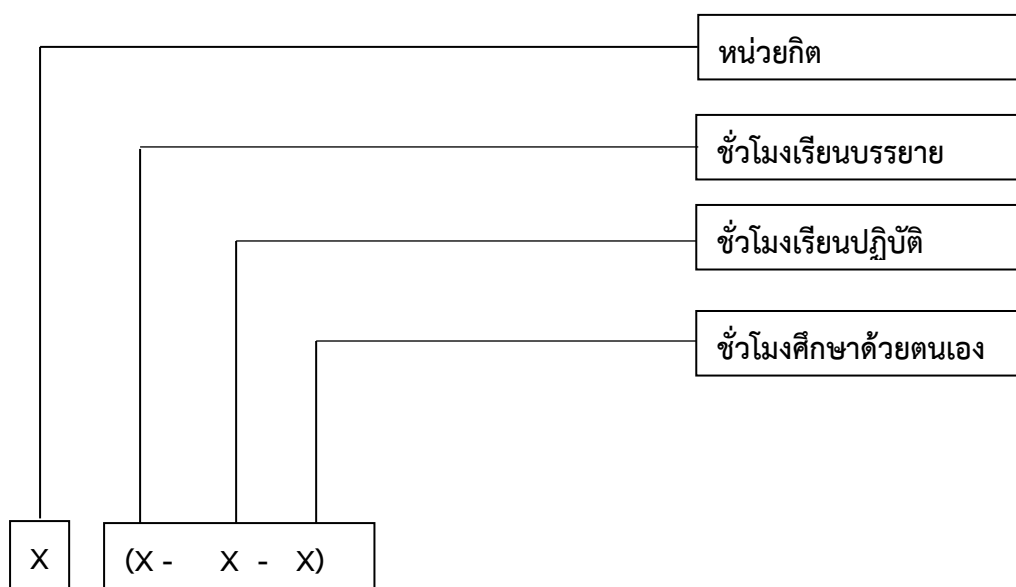 หน่วยกิต
ชั่วโมงเรียนบรรยาย
ชั่วโมงเรียนปฏิบัติ
ชั่วโมงศึกษาด้วยตนเอง
X (X - X - X)